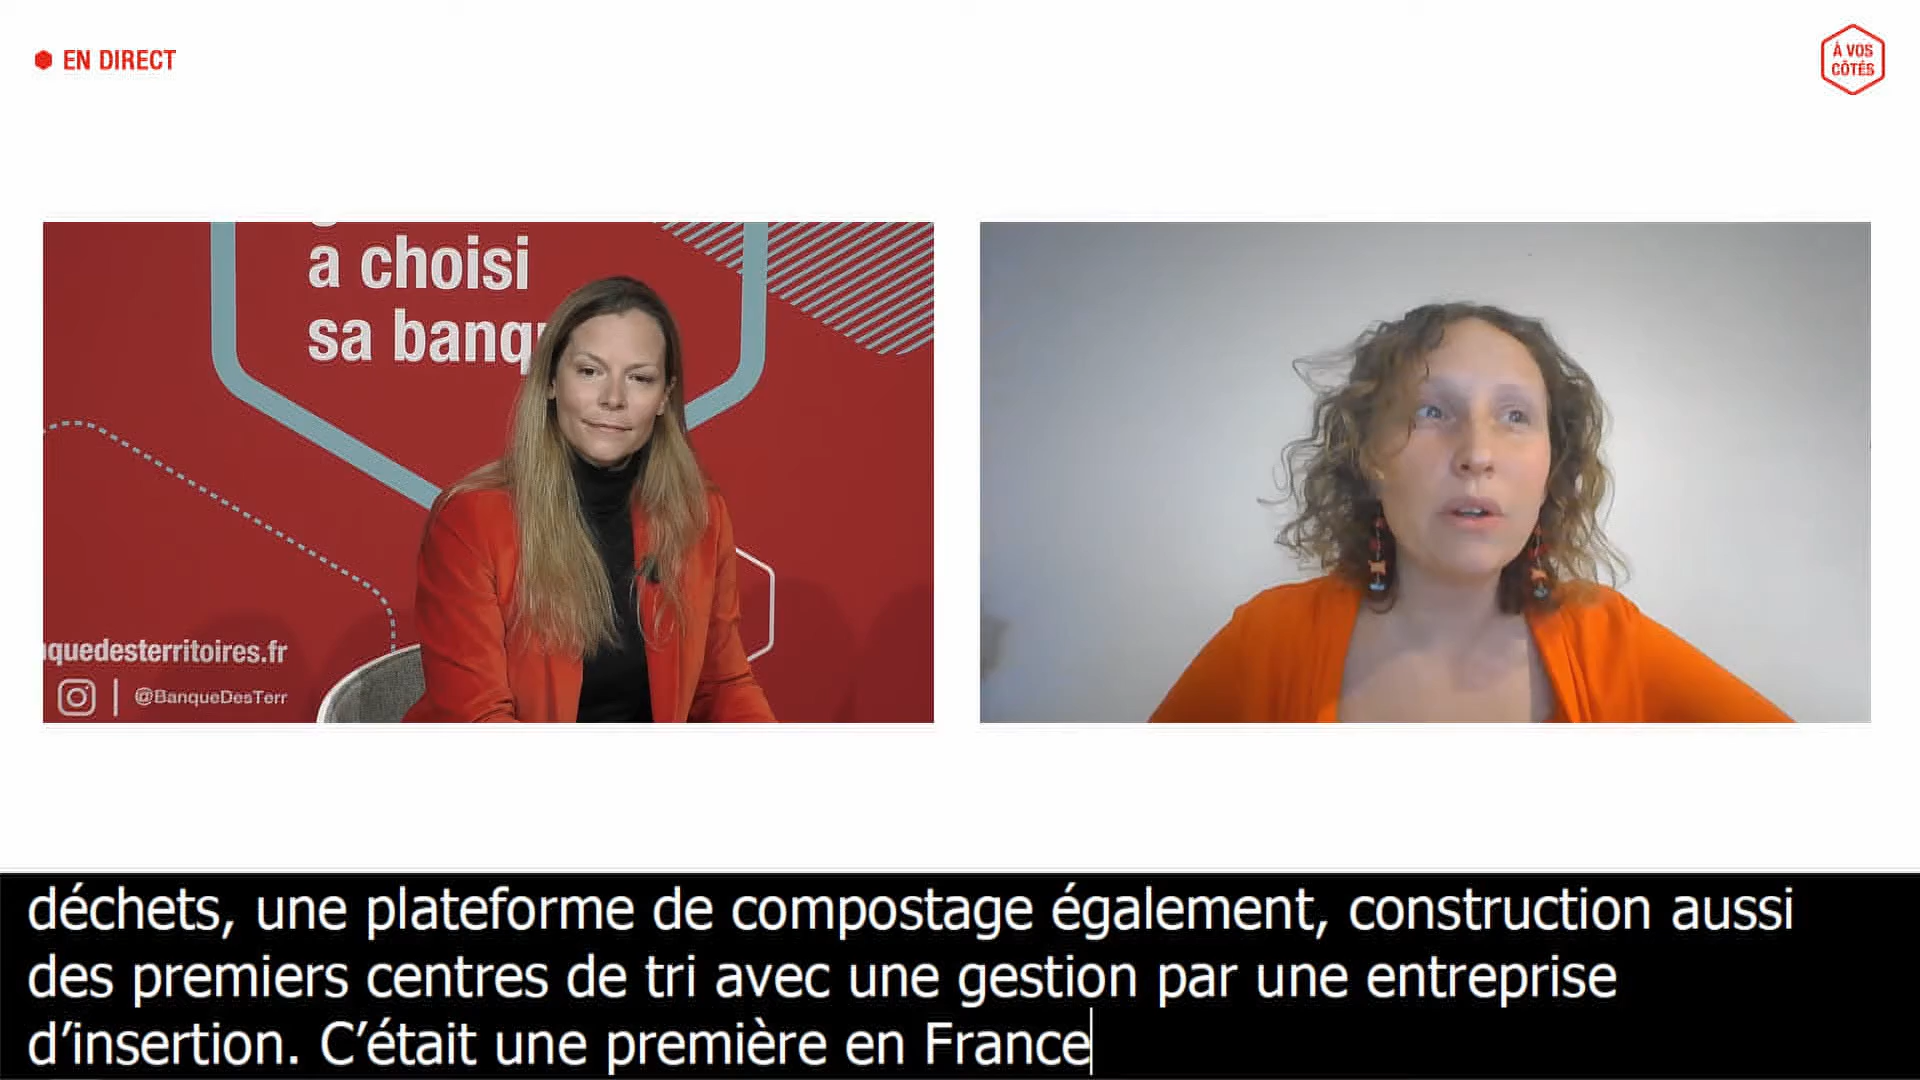 EN DIRECT
À VOS
CÔTÉS
a choisi
sa banq
quedesterritoires.fr
@BanqueDesTerr
déchets, une plateforme de compostage également, construction aussi
des premiers centres de tri avec une gestion par une entreprise
d’insertion. C’était une première en France